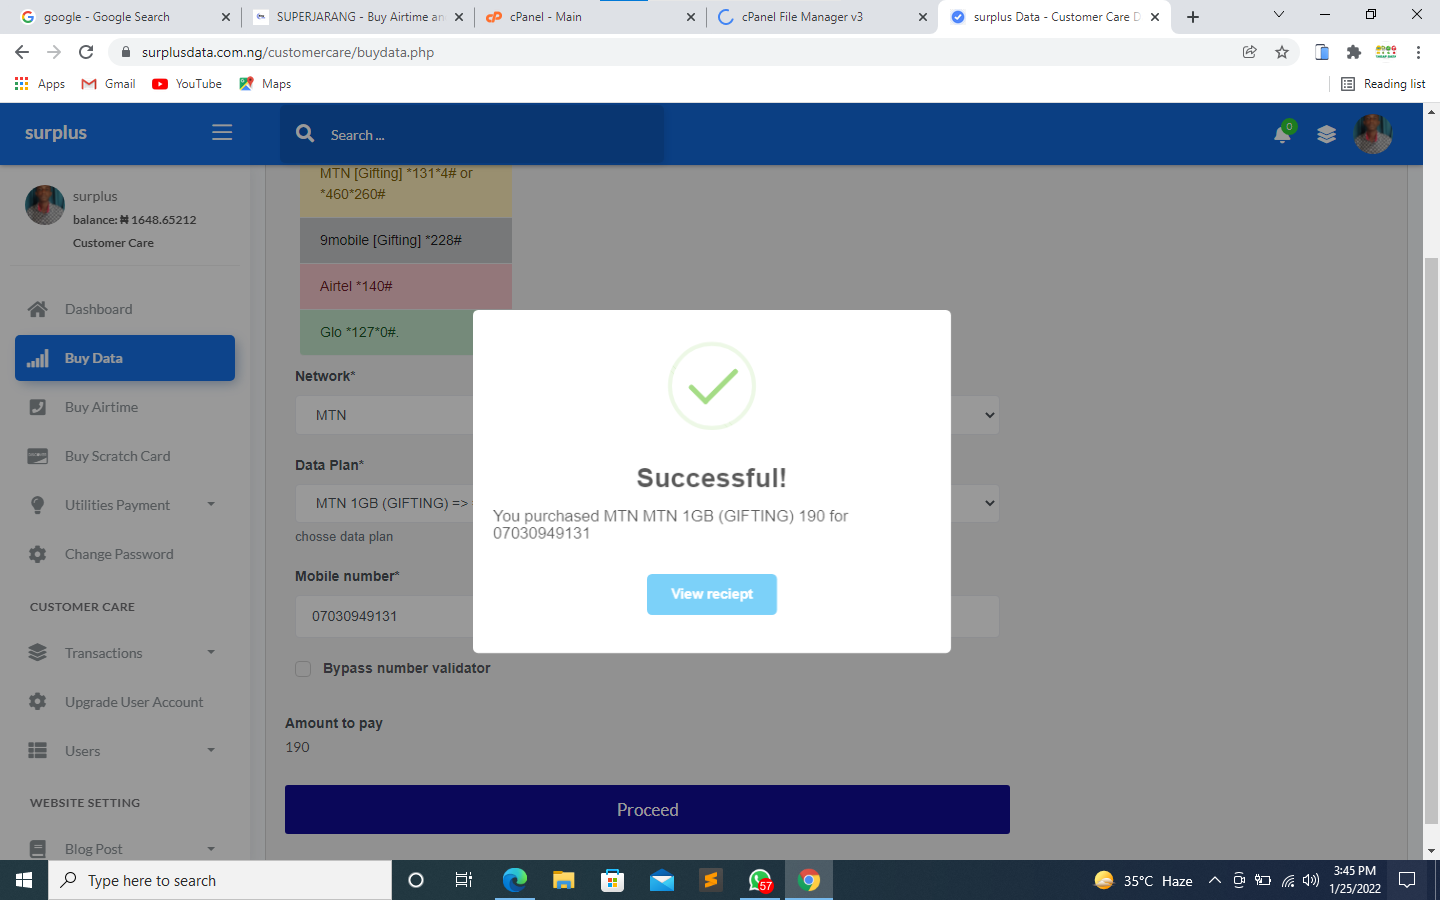 google - Google Search
SUPERJARANG - Buy Airtime an
cPanel - Main
cPanel File Manager v3
surplus Data - Customer Care D
surplusdata.com.ng/customercare/buydata.php
Apps
Gmail
YouTube
Maps
Reading list
surplus
Search ...
0
surplus
balance: ₦ 1648.65212
Customer Care
Dashboard
Buy Data
Buy Airtime
Buy Scratch Card
Utilities Payment
Change Password
CUSTOMER CARE
Transactions
Upgrade User Account
Users
WEBSITE SETTING
Blog Post
MTN [Gifting] *131*4# or
*460*260#
9mobile [Gifting] *228#
Airtel *140#
Glo *127*0#.
Network*
MTN
Data Plan*
MTN 1GB (GIFTING) =>
chosse data plan
Mobile number*
07030949131
Bypass number validator
Amount to pay
190
Proceed
Successful!
You purchased MTN MTN 1GB (GIFTING) 190 for
07030949131
View reciept
Type here to search
57
35°C Haze
3:45 PM
1/25/2022